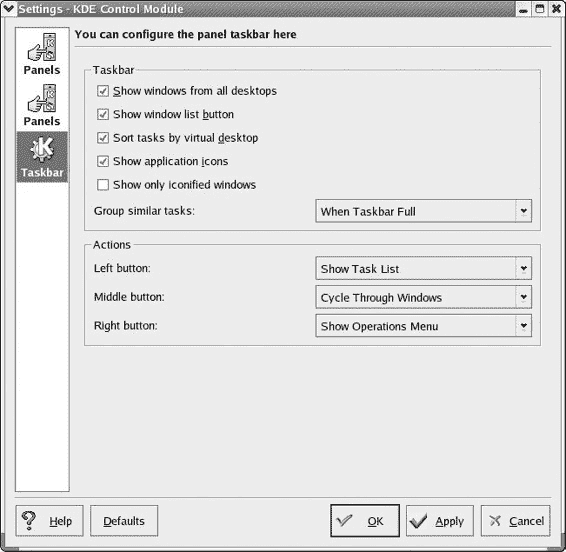 Settings - KDE Control Module
You can configure the panel taskbar here
Panels
Panels
Taskbar
Taskbar
Show windows from all desktops
Show window list button
Sort tasks by virtual desktop
Show application icons
Show only iconified windows
Group similar tasks: When Taskbar Full
Actions
Left button: Show Task List
Middle button: Cycle Through Windows
Right button: Show Operations Menu
Help Defaults OK Apply Cancel